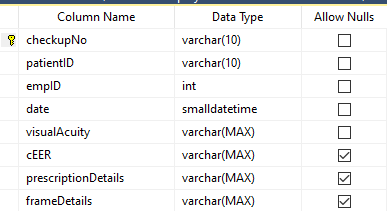 Column Name Data Type Allow Nulls
checkupNo varchar(10)
patientID varchar(10)
empID int
date smalldatetime
visualAcuity varchar(MAX)
cEER varchar(MAX)
prescriptionDetails varchar(MAX)
frameDetails varchar(MAX)